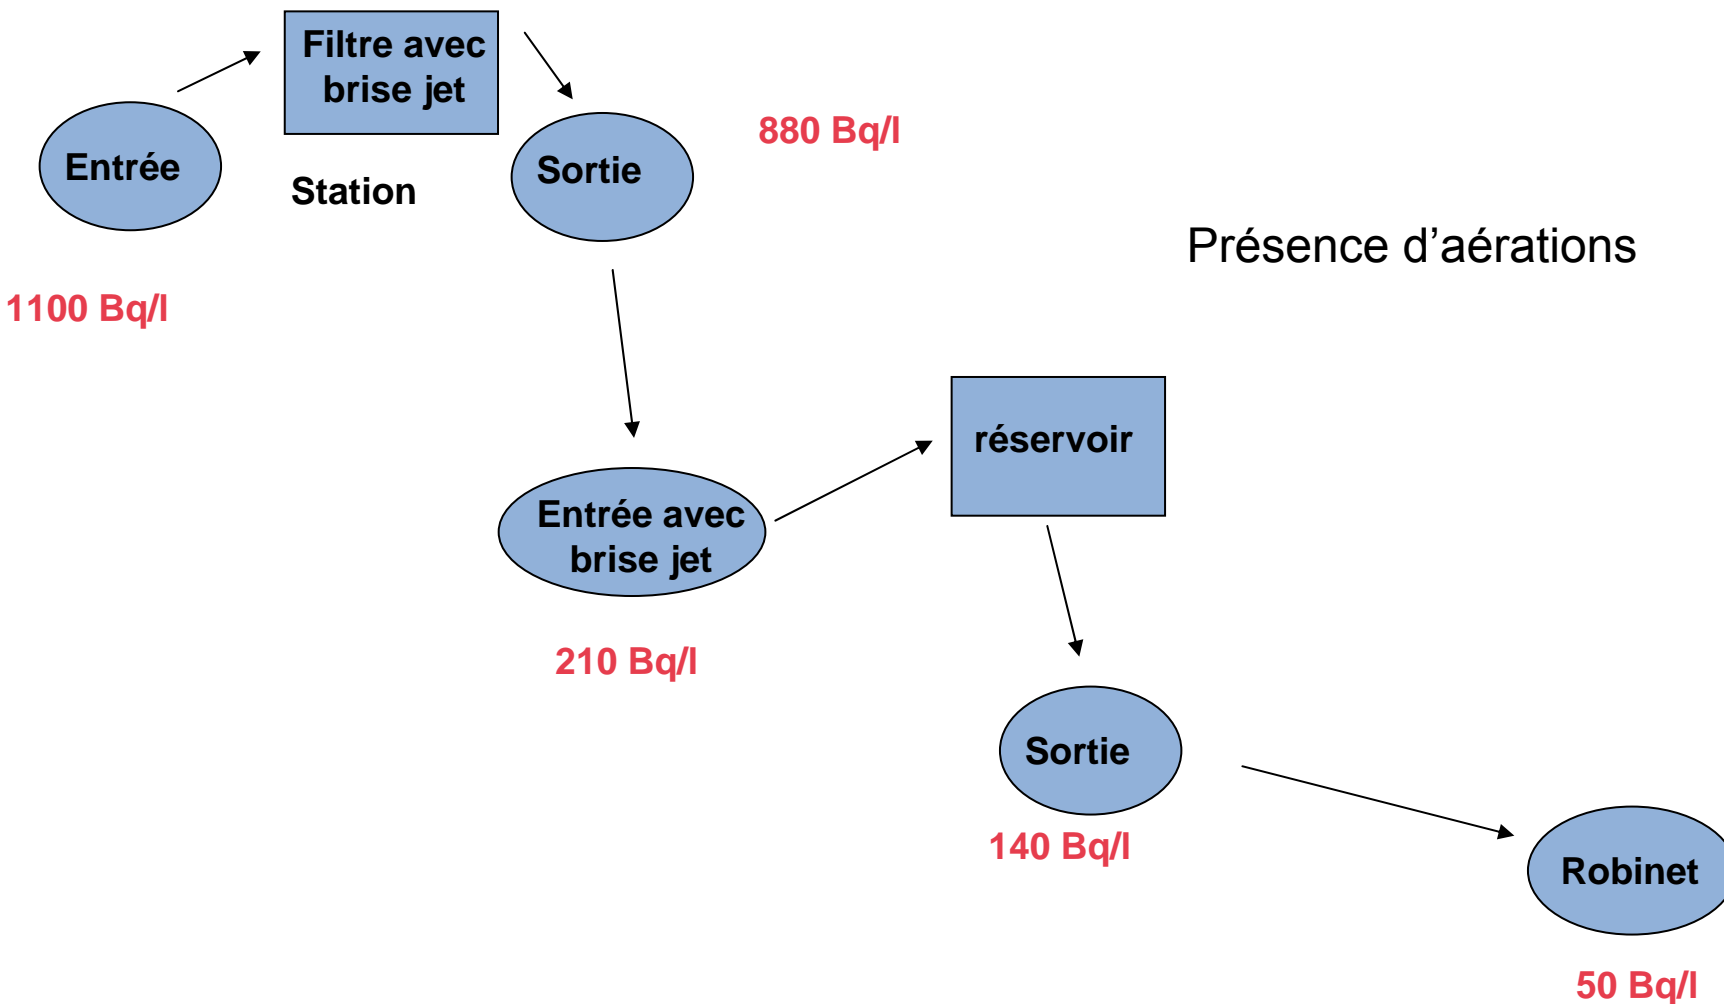 Filtre avec
brise jet
Entrée
Station
Sortie
880 Bq/l
1100 Bq/l
Présence d’aérations
Entrée avec
brise jet
réservoir
210 Bq/l
Sortie
140 Bq/l
Robinet
50 Bq/l